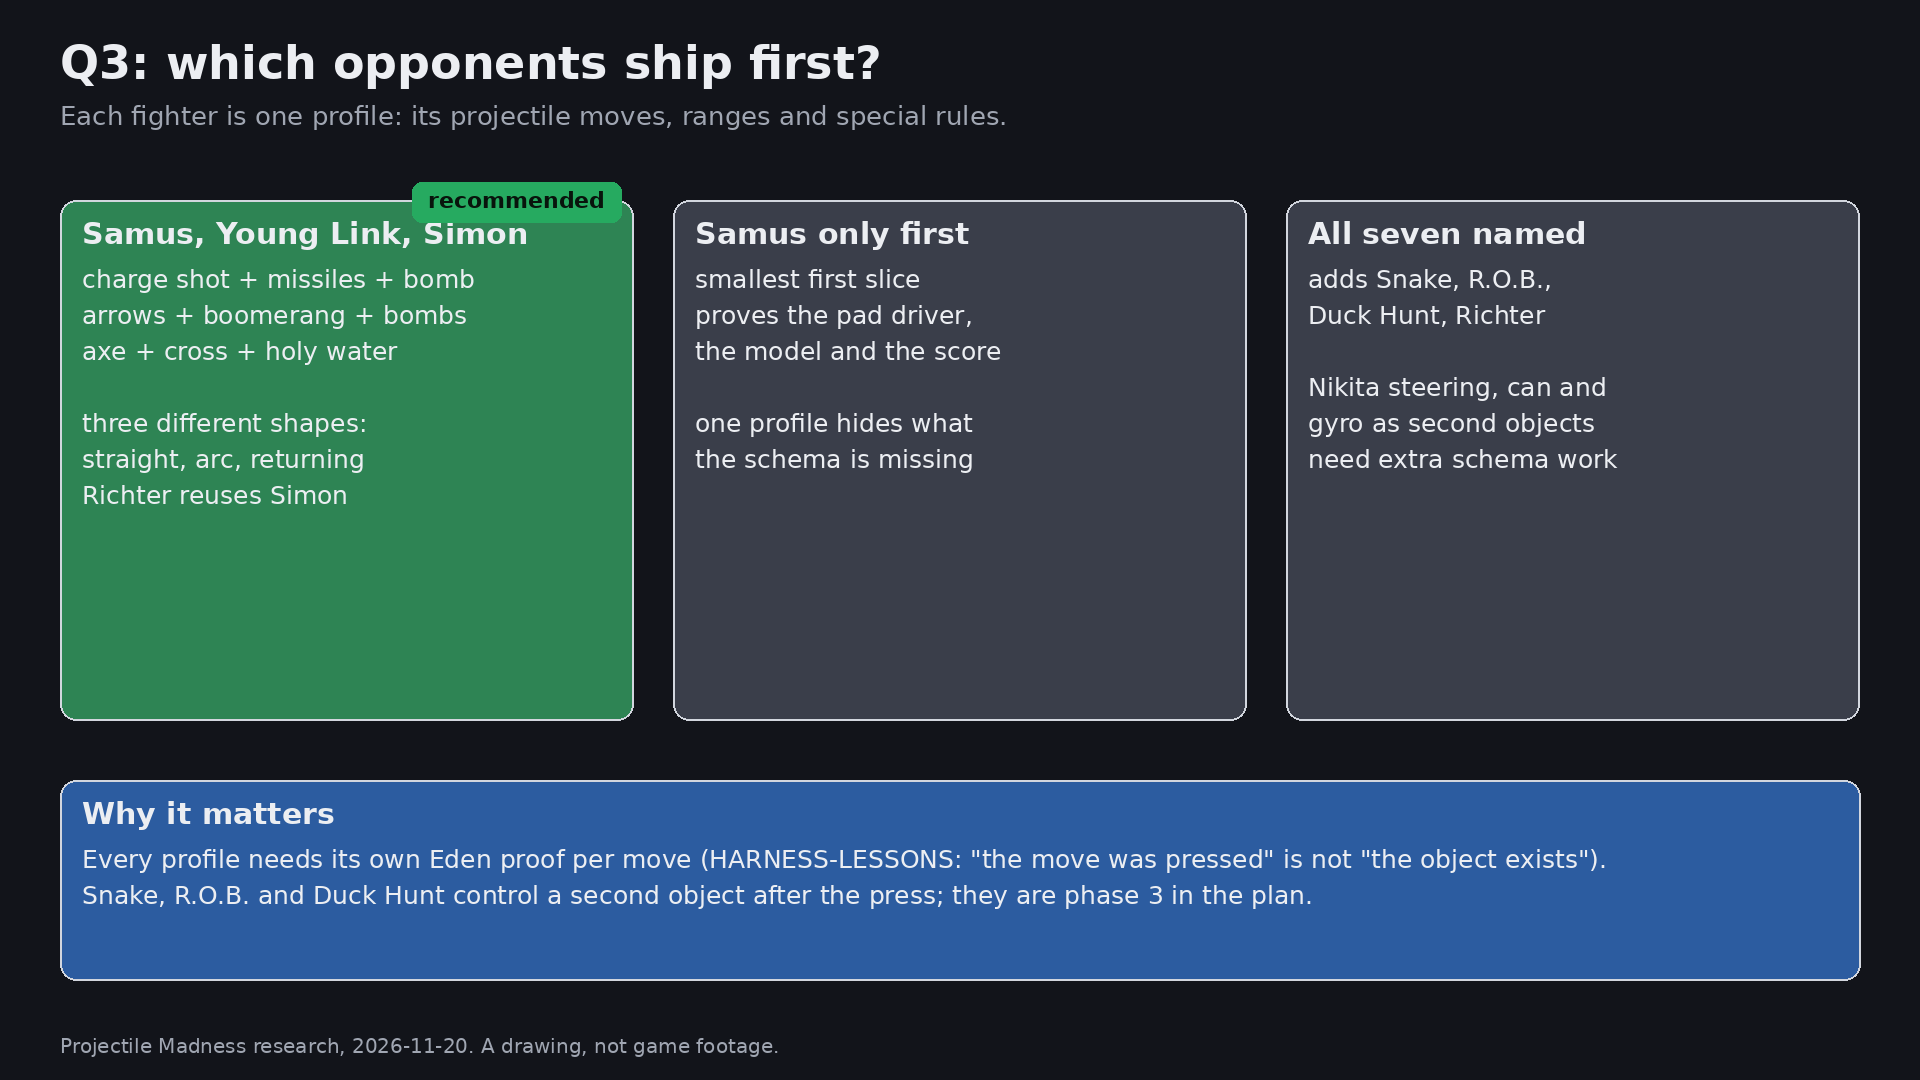 Q3: which opponents ship first?
Each fighter is one profile: its projectile moves, ranges and special rules.
recommended
Samus, Young Link, Simon
charge shot + missiles + bomb
arrows + boomerang + bombs
axe + cross + holy water
three different shapes:
straight, arc, returning
Richter reuses Simon
Samus only first
smallest first slice
proves the pad driver,
the model and the score
one profile hides what
the schema is missing
All seven named
adds Snake, R.O.B.,
Duck Hunt, Richter
Nikita steering, can and
gyro as second objects
need extra schema work
Why it matters
Every profile needs its own Eden proof per move (HARNESS-LESSONS: "the move was pressed" is not "the object exists").
Snake, R.O.B. and Duck Hunt control a second object after the press; they are phase 3 in the plan.
Projectile Madness research, 2026-11-20. A drawing, not game footage.